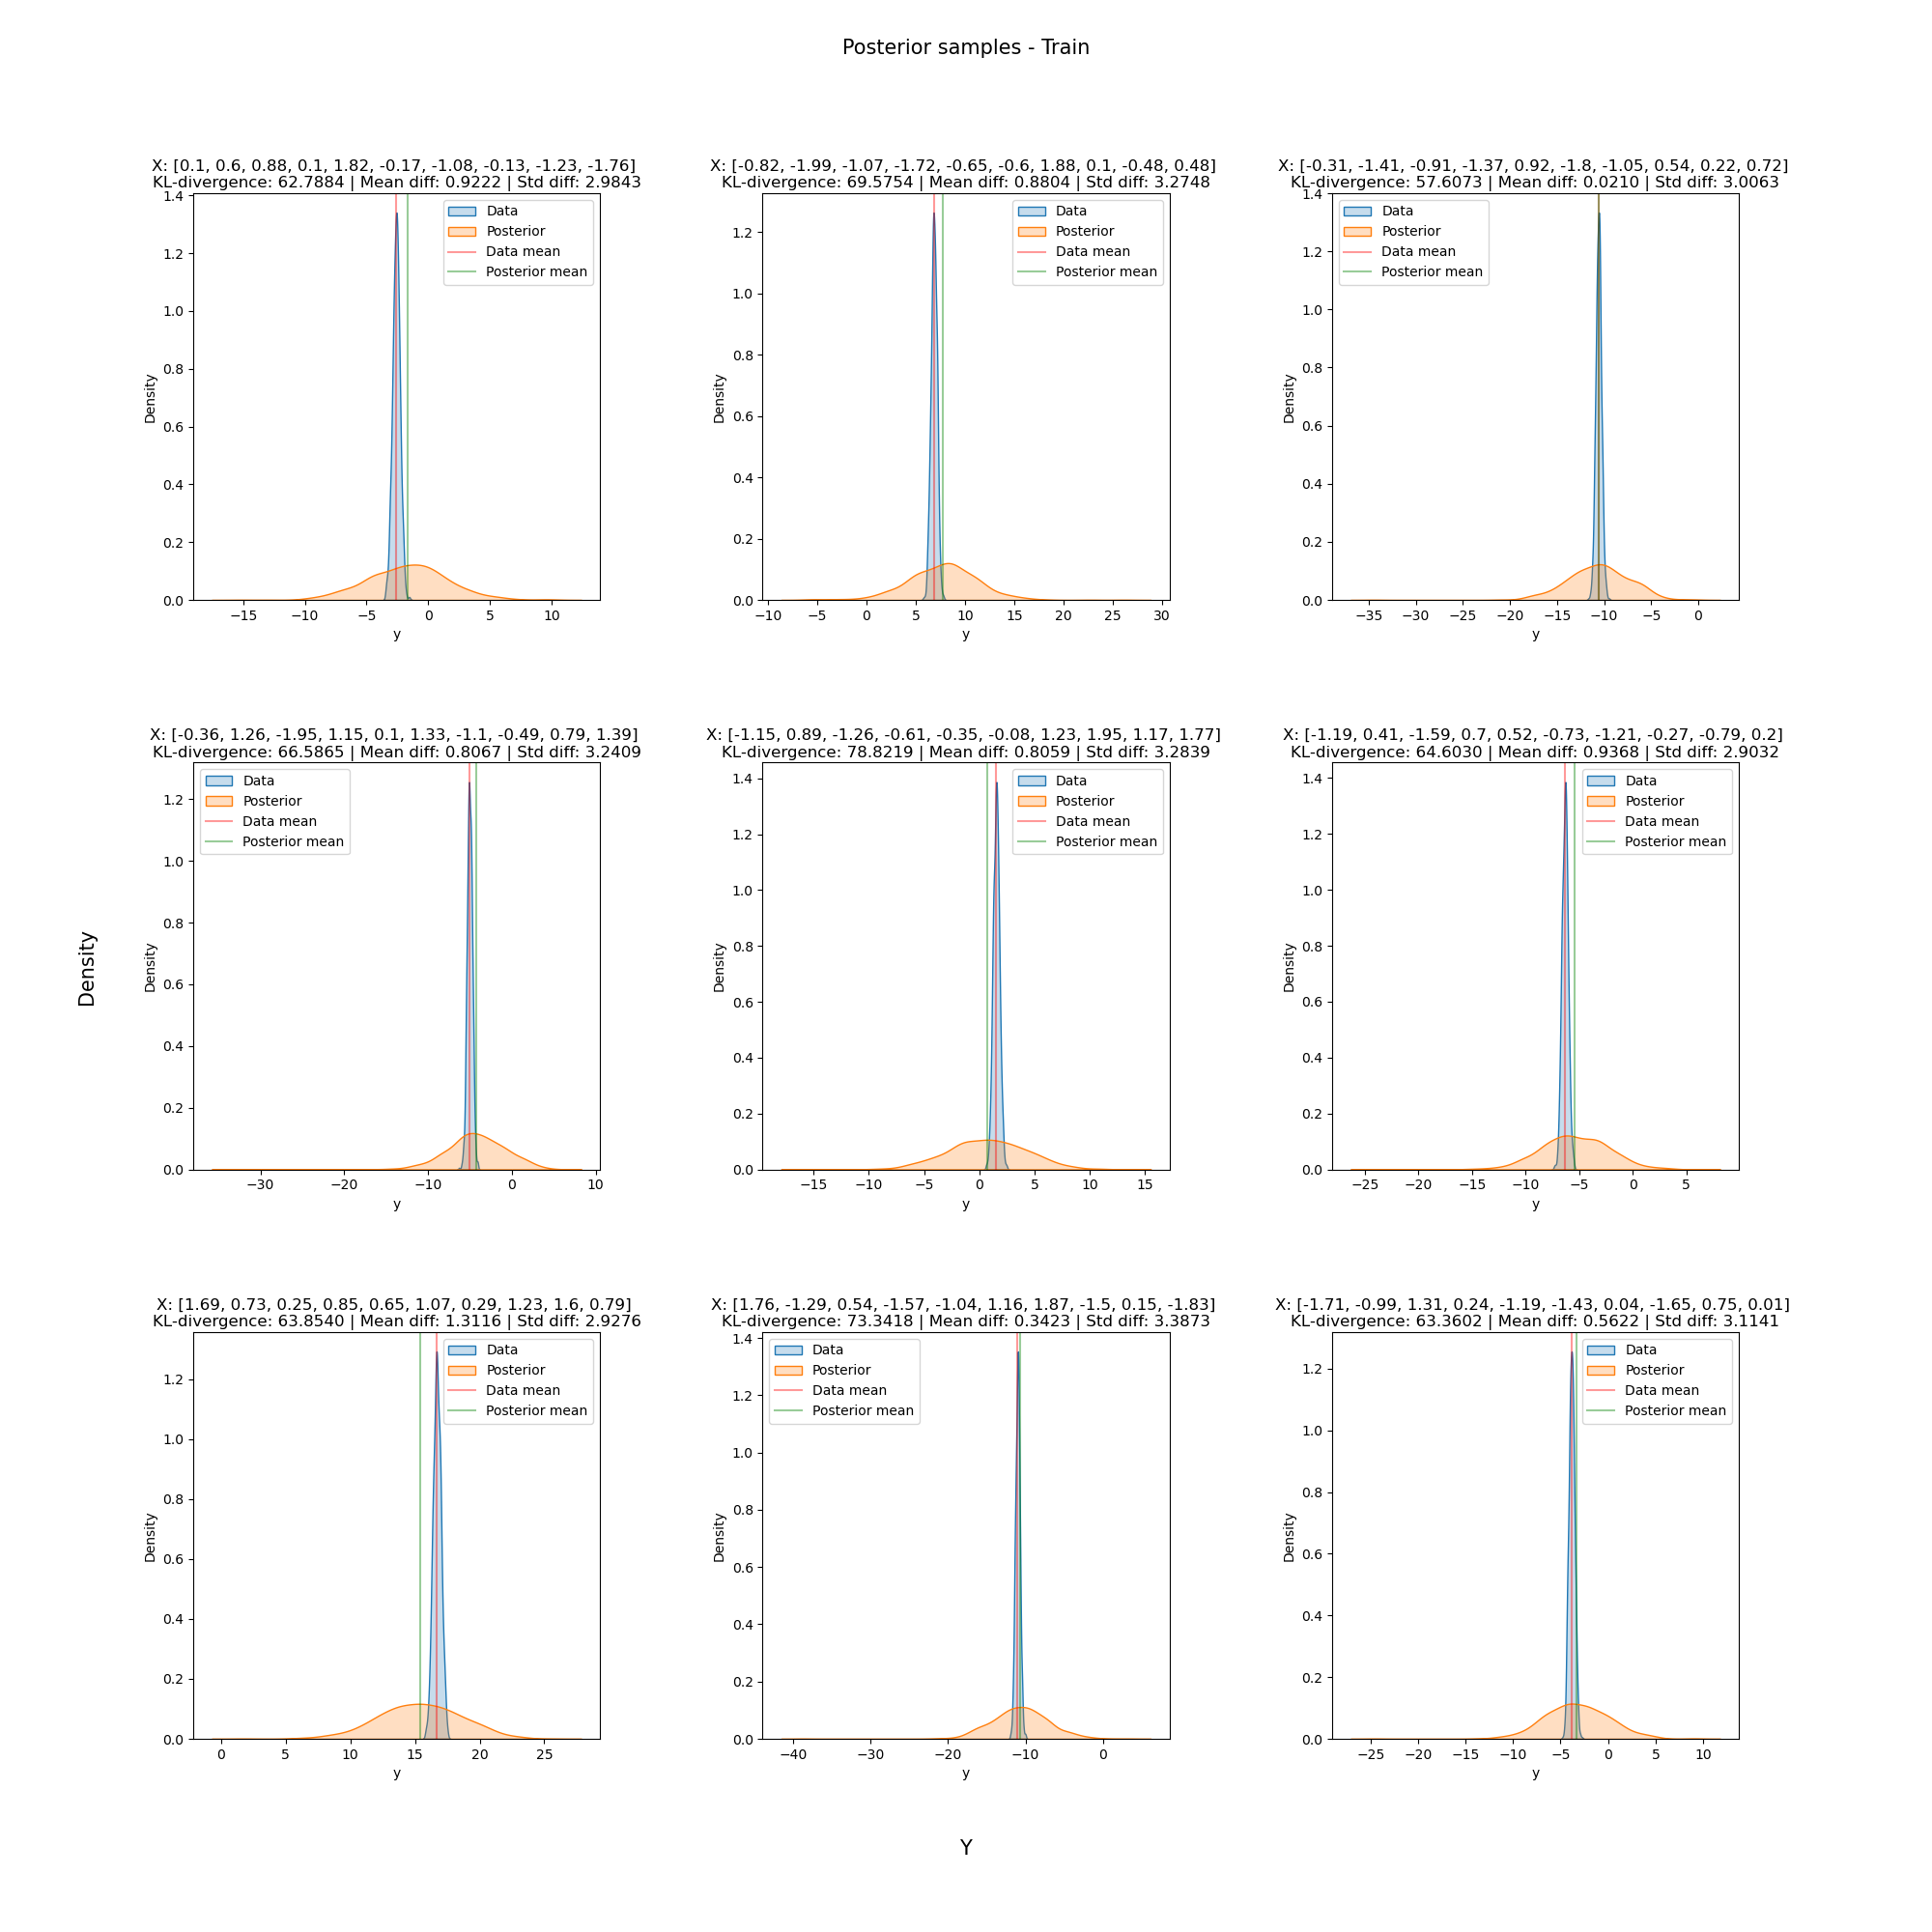 Posterior samples - Train
X: [0.1, 0.6, 0.88, 0.1, 1.82, -0.17, -1.08, -0.13, -1.23, -1.76]
KL-divergence: 62.7884 | Mean diff: 0.9222 | Std diff: 2.9843
Data
Posterior
Data mean
Posterior mean
1.4
1.2
1.0
0.8
0.6
0.4
0.2
0.0
Density
−15 −10 −5 0 5 10
y
X: [-0.82, -1.99, -1.07, -1.72, -0.65, -0.6, 1.88, 0.1, -0.48, 0.48]
KL-divergence: 69.5754 | Mean diff: 0.8804 | Std diff: 3.2748
Data
Posterior
Data mean
Posterior mean
1.2
1.0
0.8
0.6
0.4
0.2
0.0
Density
−10 −5 0 5 10 15 20 25 30
y
X: [-0.31, -1.41, -0.91, -1.37, 0.92, -1.8, -1.05, 0.54, 0.22, 0.72]
KL-divergence: 57.6073 | Mean diff: 0.0210 | Std diff: 3.0063
Data
Posterior
Data mean
Posterior mean
1.4
1.2
1.0
0.8
0.6
0.4
0.2
0.0
Density
−35 −30 −25 −20 −15 −10 −5 0
y
X: [-0.36, 1.26, -1.95, 1.15, 0.1, 1.33, -1.1, -0.49, 0.79, 1.39]
KL-divergence: 66.5865 | Mean diff: 0.8067 | Std diff: 3.2409
Data
Posterior
Data mean
Posterior mean
1.2
1.0
0.8
0.6
0.4
0.2
0.0
Density
−30 −20 −10 0 10
y
X: [-1.15, 0.89, -1.26, -0.61, -0.35, -0.08, 1.23, 1.95, 1.17, 1.77]
KL-divergence: 78.8219 | Mean diff: 0.8059 | Std diff: 3.2839
Data
Posterior
Data mean
Posterior mean
1.4
1.2
1.0
0.8
0.6
0.4
0.2
0.0
Density
−15 −10 −5 0 5 10 15
y
X: [-1.19, 0.41, -1.59, 0.7, 0.52, -0.73, -1.21, -0.27, -0.79, 0.2]
KL-divergence: 64.6030 | Mean diff: 0.9368 | Std diff: 2.9032
Data
Posterior
Data mean
Posterior mean
1.4
1.2
1.0
0.8
0.6
0.4
0.2
0.0
Density
−25 −20 −15 −10 −5 0 5
y
Density
X: [1.69, 0.73, 0.25, 0.85, 0.65, 1.07, 0.29, 1.23, 1.6, 0.79]
KL-divergence: 63.8540 | Mean diff: 1.3116 | Std diff: 2.9276
Data
Posterior
Data mean
Posterior mean
1.2
1.0
0.8
0.6
0.4
0.2
0.0
Density
0 5 10 15 20 25
y
X: [1.76, -1.29, 0.54, -1.57, -1.04, 1.16, 1.87, -1.5, 0.15, -1.83]
KL-divergence: 73.3418 | Mean diff: 0.3423 | Std diff: 3.3873
Data
Posterior
Data mean
Posterior mean
1.4
1.2
1.0
0.8
0.6
0.4
0.2
0.0
Density
−40 −30 −20 −10 0
y
X: [-1.71, -0.99, 1.31, 0.24, -1.19, -1.43, 0.04, -1.65, 0.75, 0.01]
KL-divergence: 63.3602 | Mean diff: 0.5622 | Std diff: 3.1141
Data
Posterior
Data mean
Posterior mean
1.2
1.0
0.8
0.6
0.4
0.2
0.0
Density
−25 −20 −15 −10 −5 0 5 10
y
Y